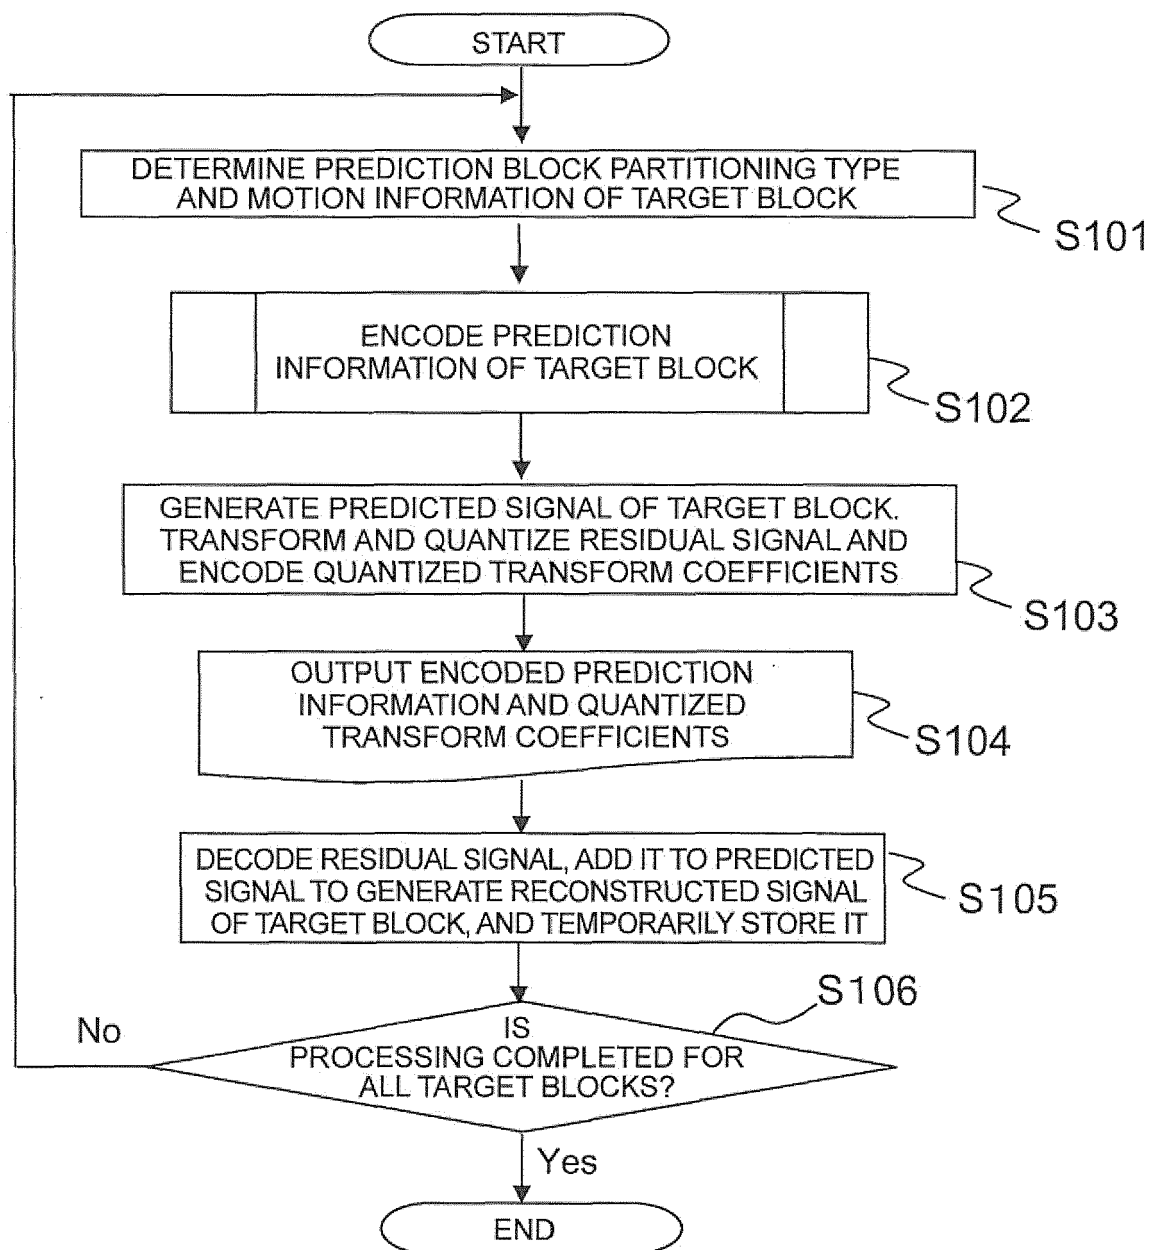 START
DETERMINE PREDICTION BLOCK PARTITIONING TYPE
AND MOTION INFORMATION OF TARGET BLOCK
S101
ENCODE PREDICTION
INFORMATION OF TARGET BLOCK
S102
GENERATE PREDICTED SIGNAL OF TARGET BLOCK.
TRANSFORM AND QUANTIZE RESIDUAL SIGNAL AND
ENCODE QUANTIZED TRANSFORM COEFFICIENTS
S103
OUTPUT ENCODED PREDICTION
INFORMATION AND QUANTIZED
TRANSFORM COEFFICIENTS
S104
DECODE RESIDUAL SIGNAL, ADD IT TO PREDICTED
SIGNAL TO GENERATE RECONSTRUCTED SIGNAL
OF TARGET BLOCK, AND TEMPORARILY STORE IT
S105
S106
No
IS
PROCESSING COMPLETED FOR
ALL TARGET BLOCKS?
Yes
END